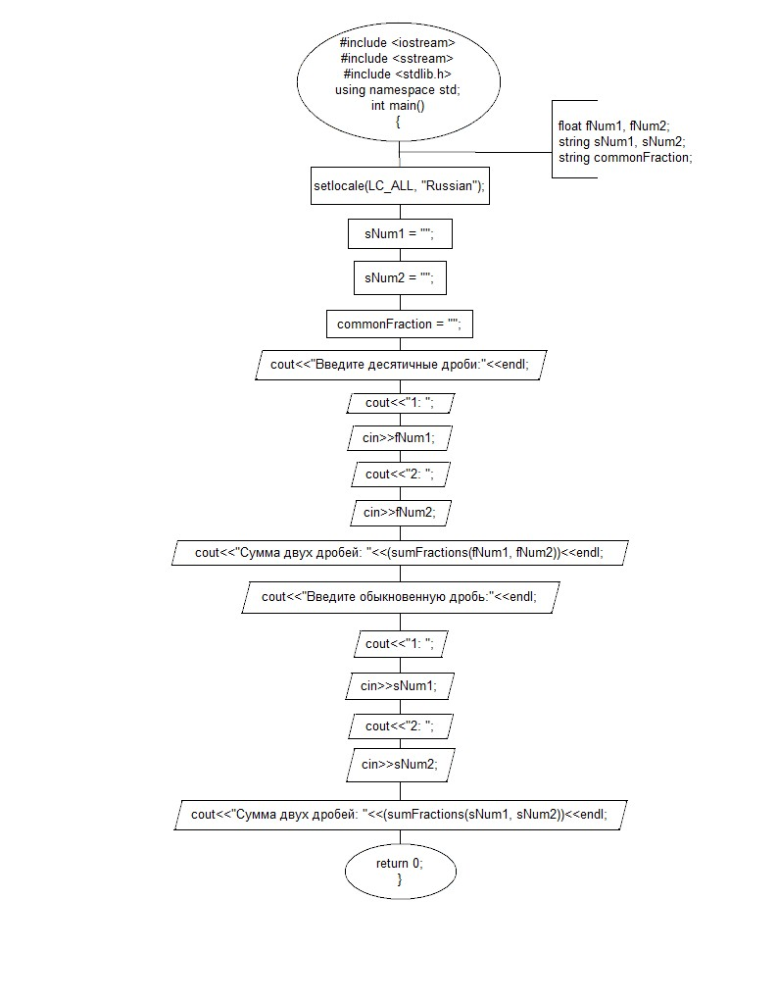 #include <iostream>
#include <sstream>
#include <stdlib.h>
using namespace std;
int main()
{
float fNum1, fNum2;
string sNum1, sNum2;
string commonFraction;
setlocale(LC_ALL, "Russian");
sNum1 = "";
sNum2 = "";
commonFraction = "";
cout<<"Введите десятичные дроби:"<<endl;
cout<<"1: ";
cin>>fNum1;
cout<<"2: ";
cin>>fNum2;
cout<<"Сумма двух дробей: "<<(sumFractions(fNum1, fNum2))<<endl;
cout<<"Введите обыкновенную дробь:"<<endl;
cout<<"1: ";
cin>>sNum1;
cout<<"2: ";
cin>>sNum2;
cout<<"Сумма двух дробей: "<<(sumFractions(sNum1, sNum2))<<endl;
return 0;
}